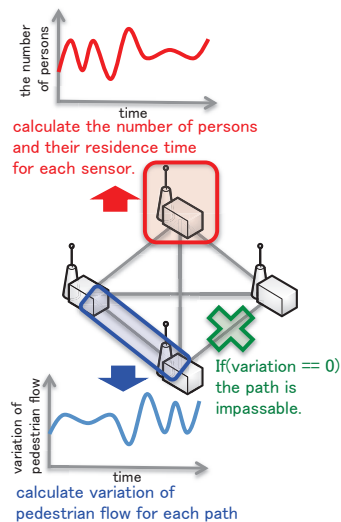 the number
of persons
time
calculate the number of persons
and their residence time
for each sensor.
If(variation == 0)
the path is
impassable.
variation of
pedestrian flow
time
calculate variation of
pedestrian flow for each path